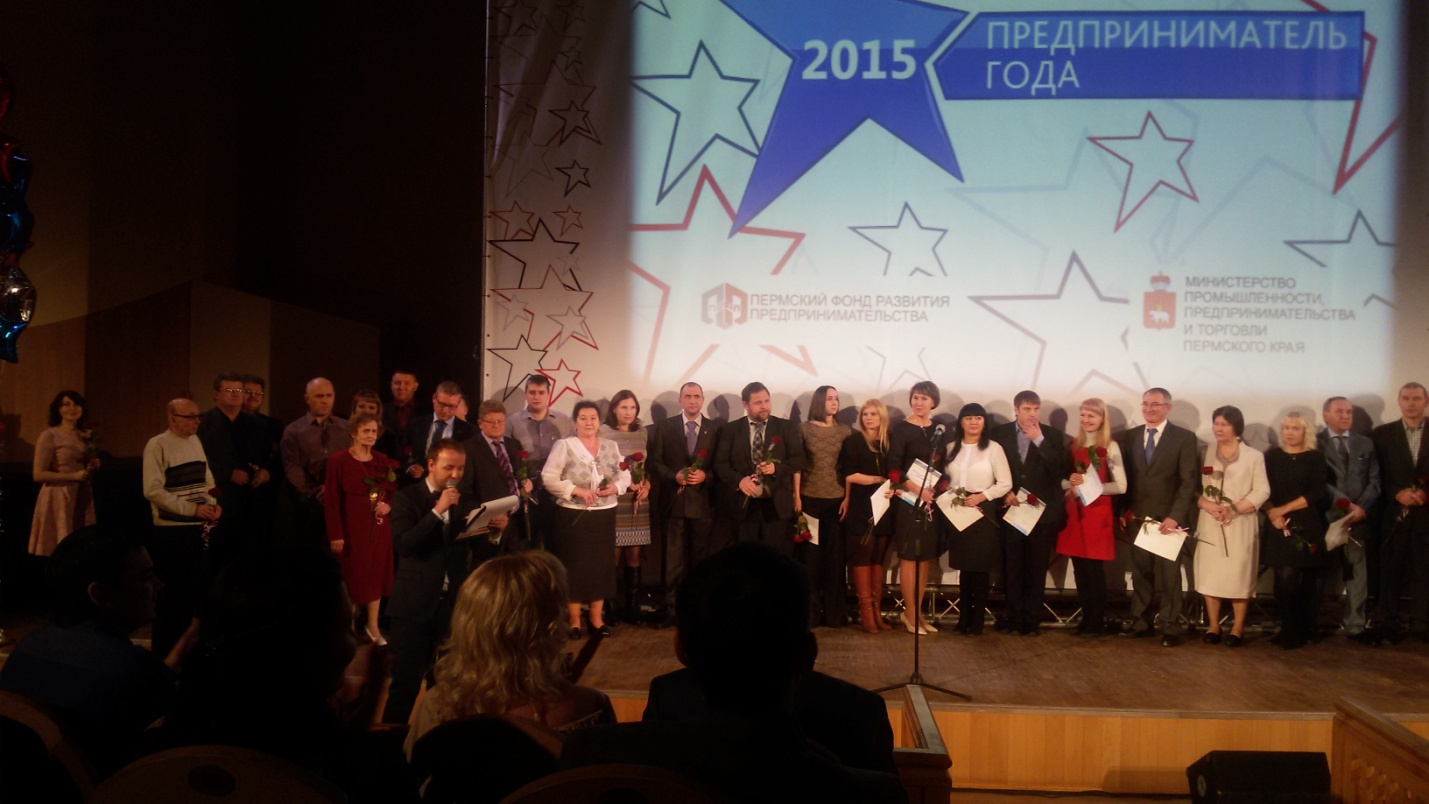 2015
ПРЕДПРИНИМАТЕЛЬ
ГОДА
ПЕРМСКИЙ ФОНД РАЗВИТИЯ
ПРЕДПРИНИМАТЕЛЬСТВА
МИНИСТЕРСТВО
ПРОМЫШЛЕННОСТИ,
ПРЕДПРИНИМАТЕЛЬСТВА
И ТОРГОВЛИ
ПЕРМСКОГО КРАЯ